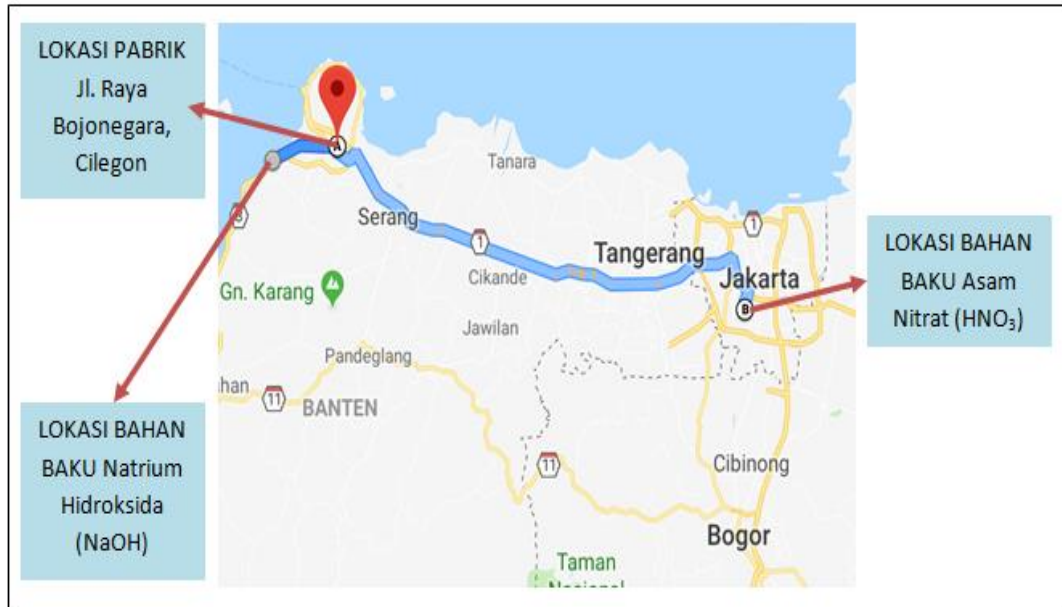 LOKASI PABRIK
Jl. Raya
Bojonegara,
Cilegon
A
Tanara
Serang
1
Cikande
Tangerang
1
Jakarta
B
Gn. Karang
Jawilan
Pandeglang
11
BANTEN
11
Cibinong
Bogor
Taman
LOKASI BAHAN
BAKU Asam
Nitrat (HNO₃)
LOKASI BAHAN
BAKU Natrium
Hidroksida
(NaOH)